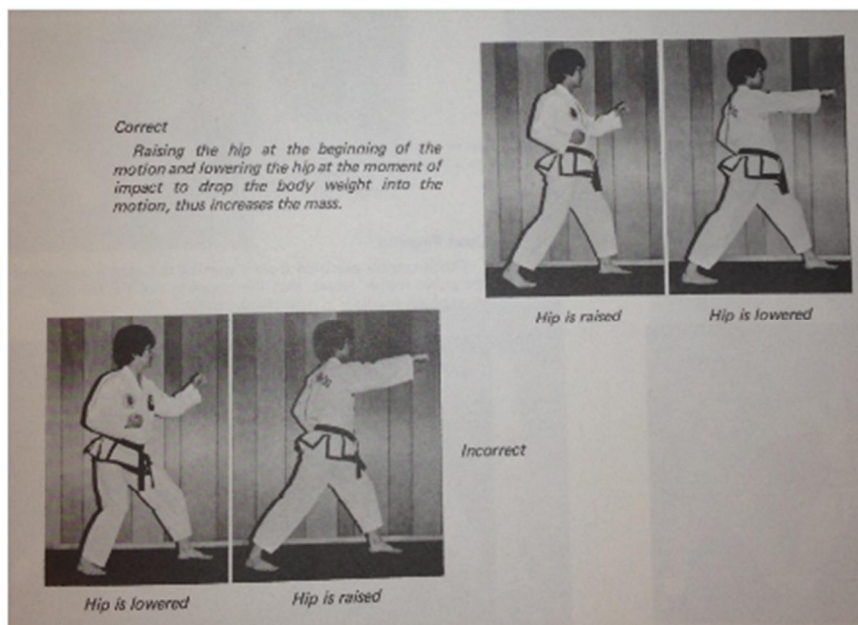 Correct
Raising the hip at the beginning of the
motion and lowering the hip at the moment of
impact to drop the body weight into the
motion, thus increases the mass.
Hip is raised
Hip is lowered
Incorrect
Hip is lowered
Hip is raised